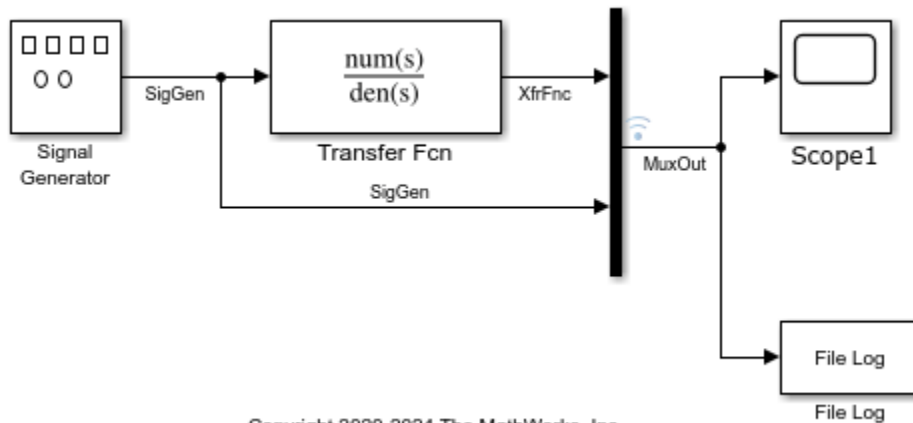 num(s)
den(s)
SigGen
XfrFnc
Signal
Generator
Transfer Fcn
MuxOut
Scope1
SigGen
File Log
File Log